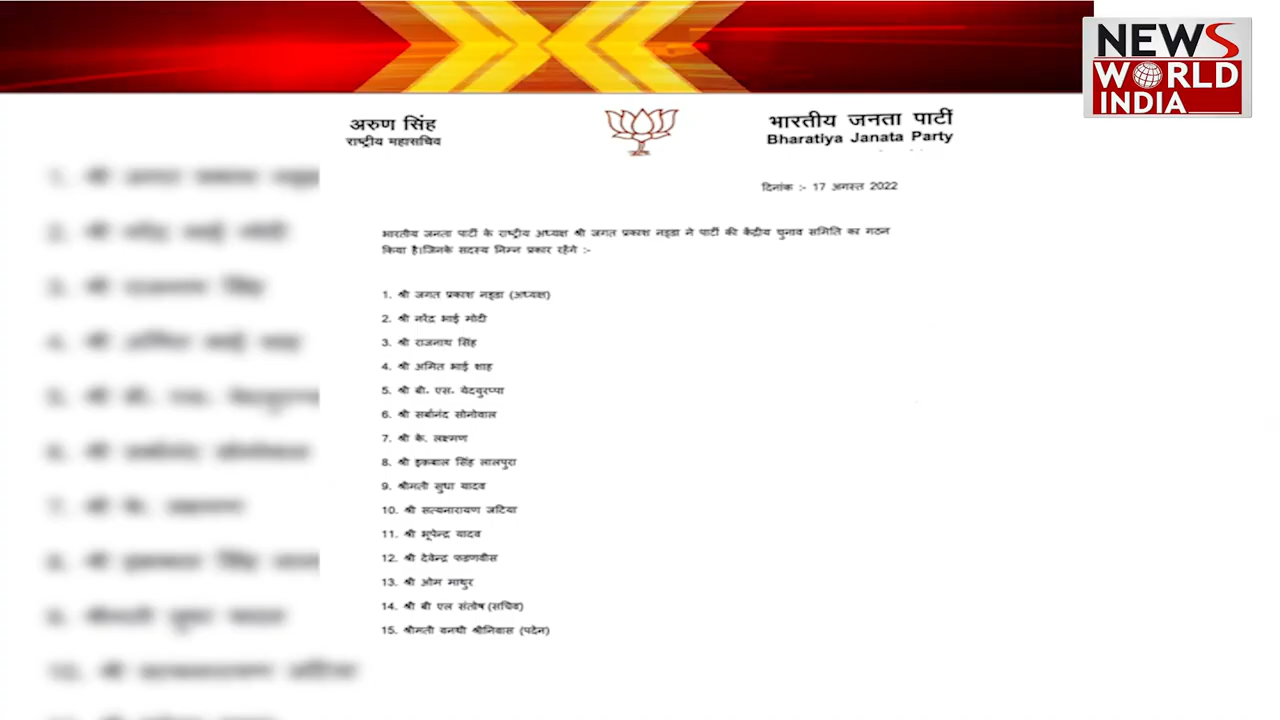 NEWS
WORLD
INDIA
अरुण सिंह
राष्ट्रीय महासचिव
भारतीय जनता पार्टी
Bharatiya Janata Party
दिनांक :- 17 अगस्त 2022
भारतीय जनता पार्टी के राष्ट्रीय अध्यक्ष श्री जगत प्रकाश नड्डा ने पार्टी की केंद्रीय चुनाव समिति का गठन
किया है।जिनके सदस्य निम्न प्रकार रहेंगे :-
1. श्री जगत प्रकाश नड्डा (अध्यक्ष)
2. श्री नरेंद्र भाई मोदी
3. श्री राजनाथ सिंह
4. श्री अमित भाई शाह
5. श्री बी. एस. येदयुरप्पा
6. श्री सर्बानंद सोनोवाल
7. श्री के. लक्ष्मण
8. श्री इकबाल सिंह लालपुरा
9. श्रीमती सुधा यादव
10. श्री सत्यनारायण जटिया
11. श्री भूपेन्द्र यादव
12. श्री देवेन्द्र फडणवीस
13. श्री ओम माथुर
14. श्री बी एल संतोष (सचिव)
15. श्रीमती वनथी श्रीनिवास (पदेन)